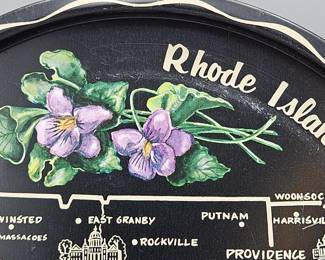 Rhode Islan
WOONSOC
WINSTED
EAST GRANBY
PUTNAM
HARRISVIL
MASSACOES
ROCKVILLE
PROVIDENCE